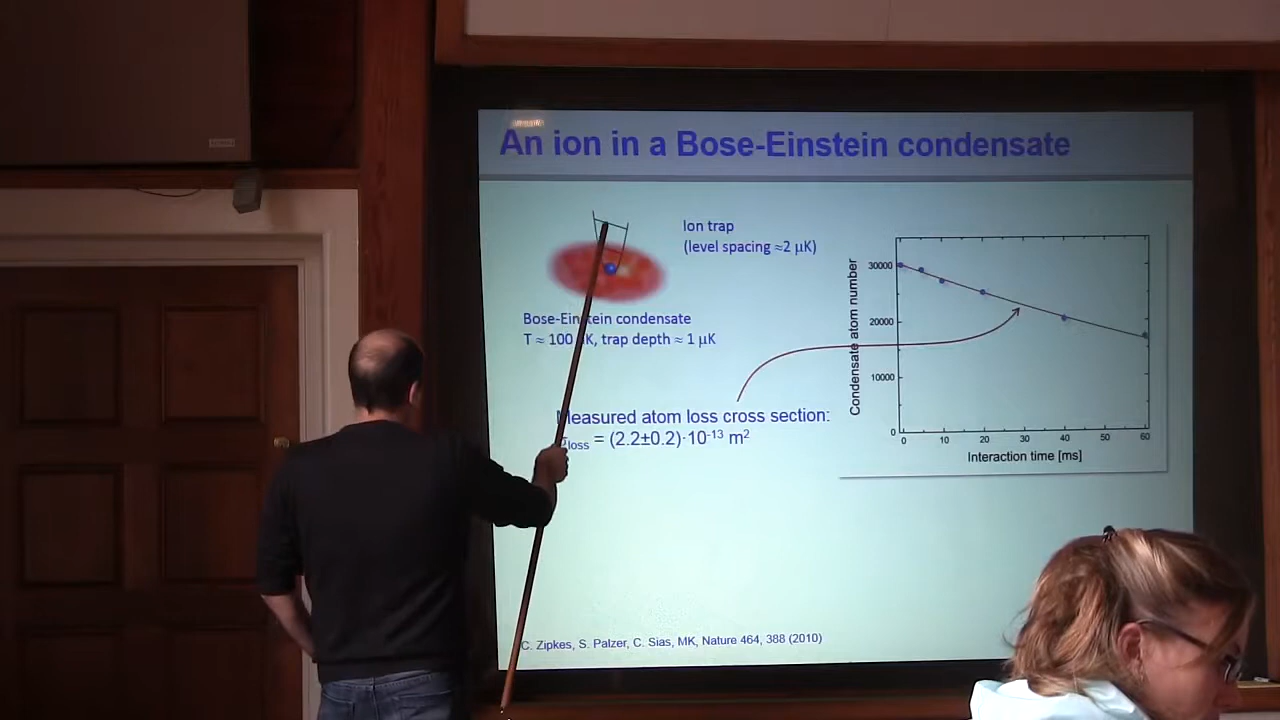 An ion in a Bose-Einstein condensate
Ion trap
(level spacing ≈2 μK)
Bose-Einstein condensate
T ≈ 100 K, trap depth ≈ 1 μK
Measured atom loss cross section:
loss = (2.2±0.2)·10⁻¹³ m²
Condensate atom number
30000
20000
10000
0
0 10 20 30 40 50 60
Interaction time [ms]
C. Zipkes, S. Palzer, C. Sias, MK, Nature 464, 388 (2010)